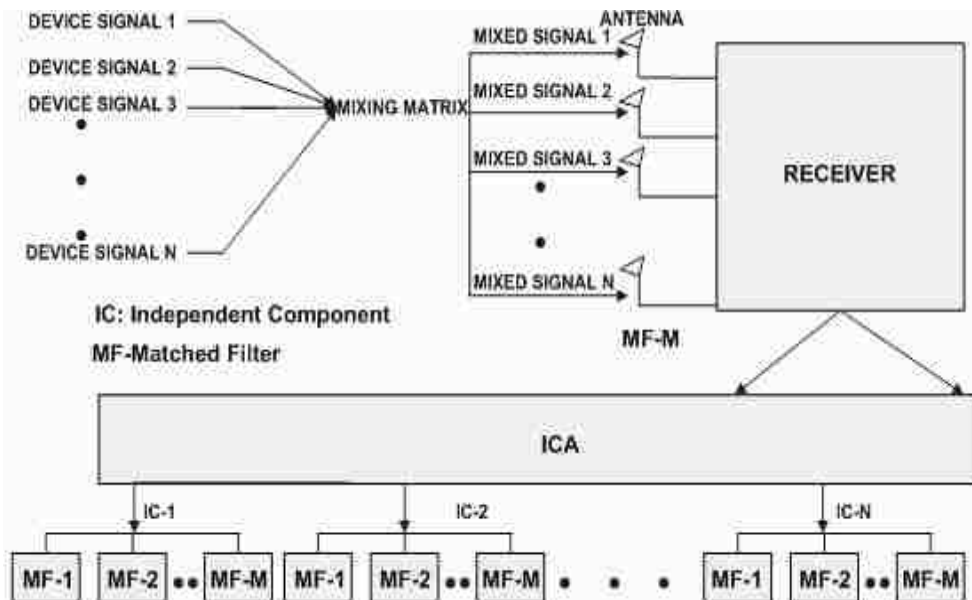 DEVICE SIGNAL 1
DEVICE SIGNAL 2
DEVICE SIGNAL 3
DEVICE SIGNAL N
MIXING MATRIX
ANTENNA
MIXED SIGNAL 1
MIXED SIGNAL 2
MIXED SIGNAL 3
MIXED SIGNAL N
RECEIVER
IC: Independent Component
MF-Matched Filter
MF-M
ICA
IC-1
IC-2
IC-N
MF-1 MF-2 MF-M MF-1 MF-2 MF-M MF-1 MF-2 MF-M